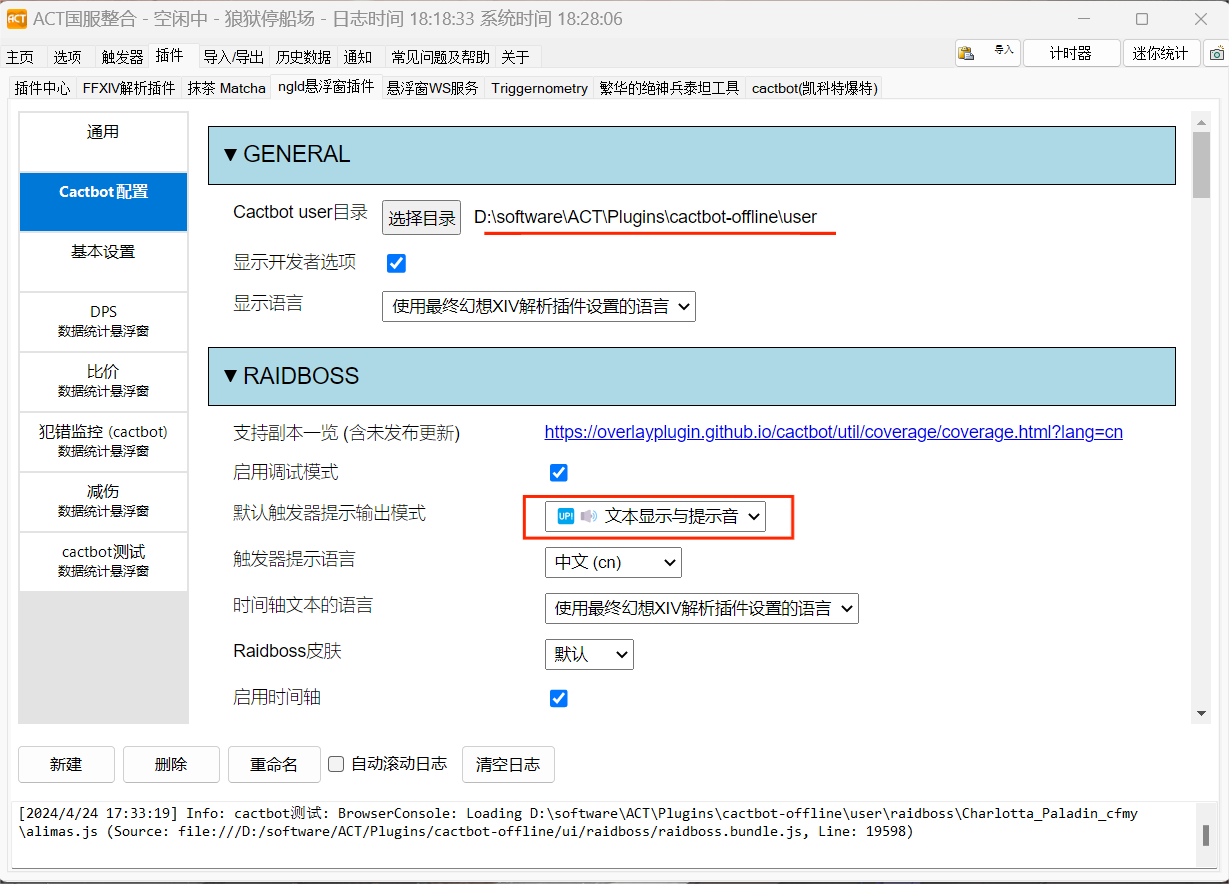 ACT国服整合 - 空闲中 - 狼狱停船场 - 日志时间 18:18:33 系统时间 18:28:06
主页 选项 触发器 插件 导入/导出 历史数据 通知 常见问题及帮助 关于 导入 计时器 迷你统计
插件中心 FFXIV解析插件 抹茶 Matcha ngld悬浮窗插件 悬浮窗WS服务 Triggernometry 繁华的绝神兵泰坦工具 cactbot(凯科特爆特)
通用
Cactbot 配置
基本设置
DPS
数据统计悬浮窗
比价
数据统计悬浮窗
犯错监控 (cactbot)
数据统计悬浮窗
减伤
数据统计悬浮窗
cactbot测试
数据统计悬浮窗
▼ GENERAL
Cactbot user目录 选择目录 D:\software\ACT\Plugins\cactbot-offline\user
显示开发者选项
显示语言 使用最终幻想XIV解析插件设置的语言
▼ RAIDBOSS
支持副本一览 (含未发布更新) https://overlayplugin.github.io/cactbot/util/coverage/coverage.html?lang=cn
启用调试模式
默认触发器提示输出模式 UP! 文本显示与提示音
触发器提示语言 中文 (cn)
时间轴文本的语言 使用最终幻想XIV解析插件设置的语言
Raidboss皮肤 默认
启用时间轴
新建 删除 重命名 自动滚动日志 清空日志
[2024/4/24 17:33:19] Info: cactbot测试: BrowserConsole: Loading D:\software\ACT\Plugins\cactbot-offline\user\raidboss\Charlotta_Paladin_cfmy
\alimas.js (Source: file:///D:/software/ACT/Plugins/cactbot-offline/ui/raidboss/raidboss.bundle.js, Line: 19598)